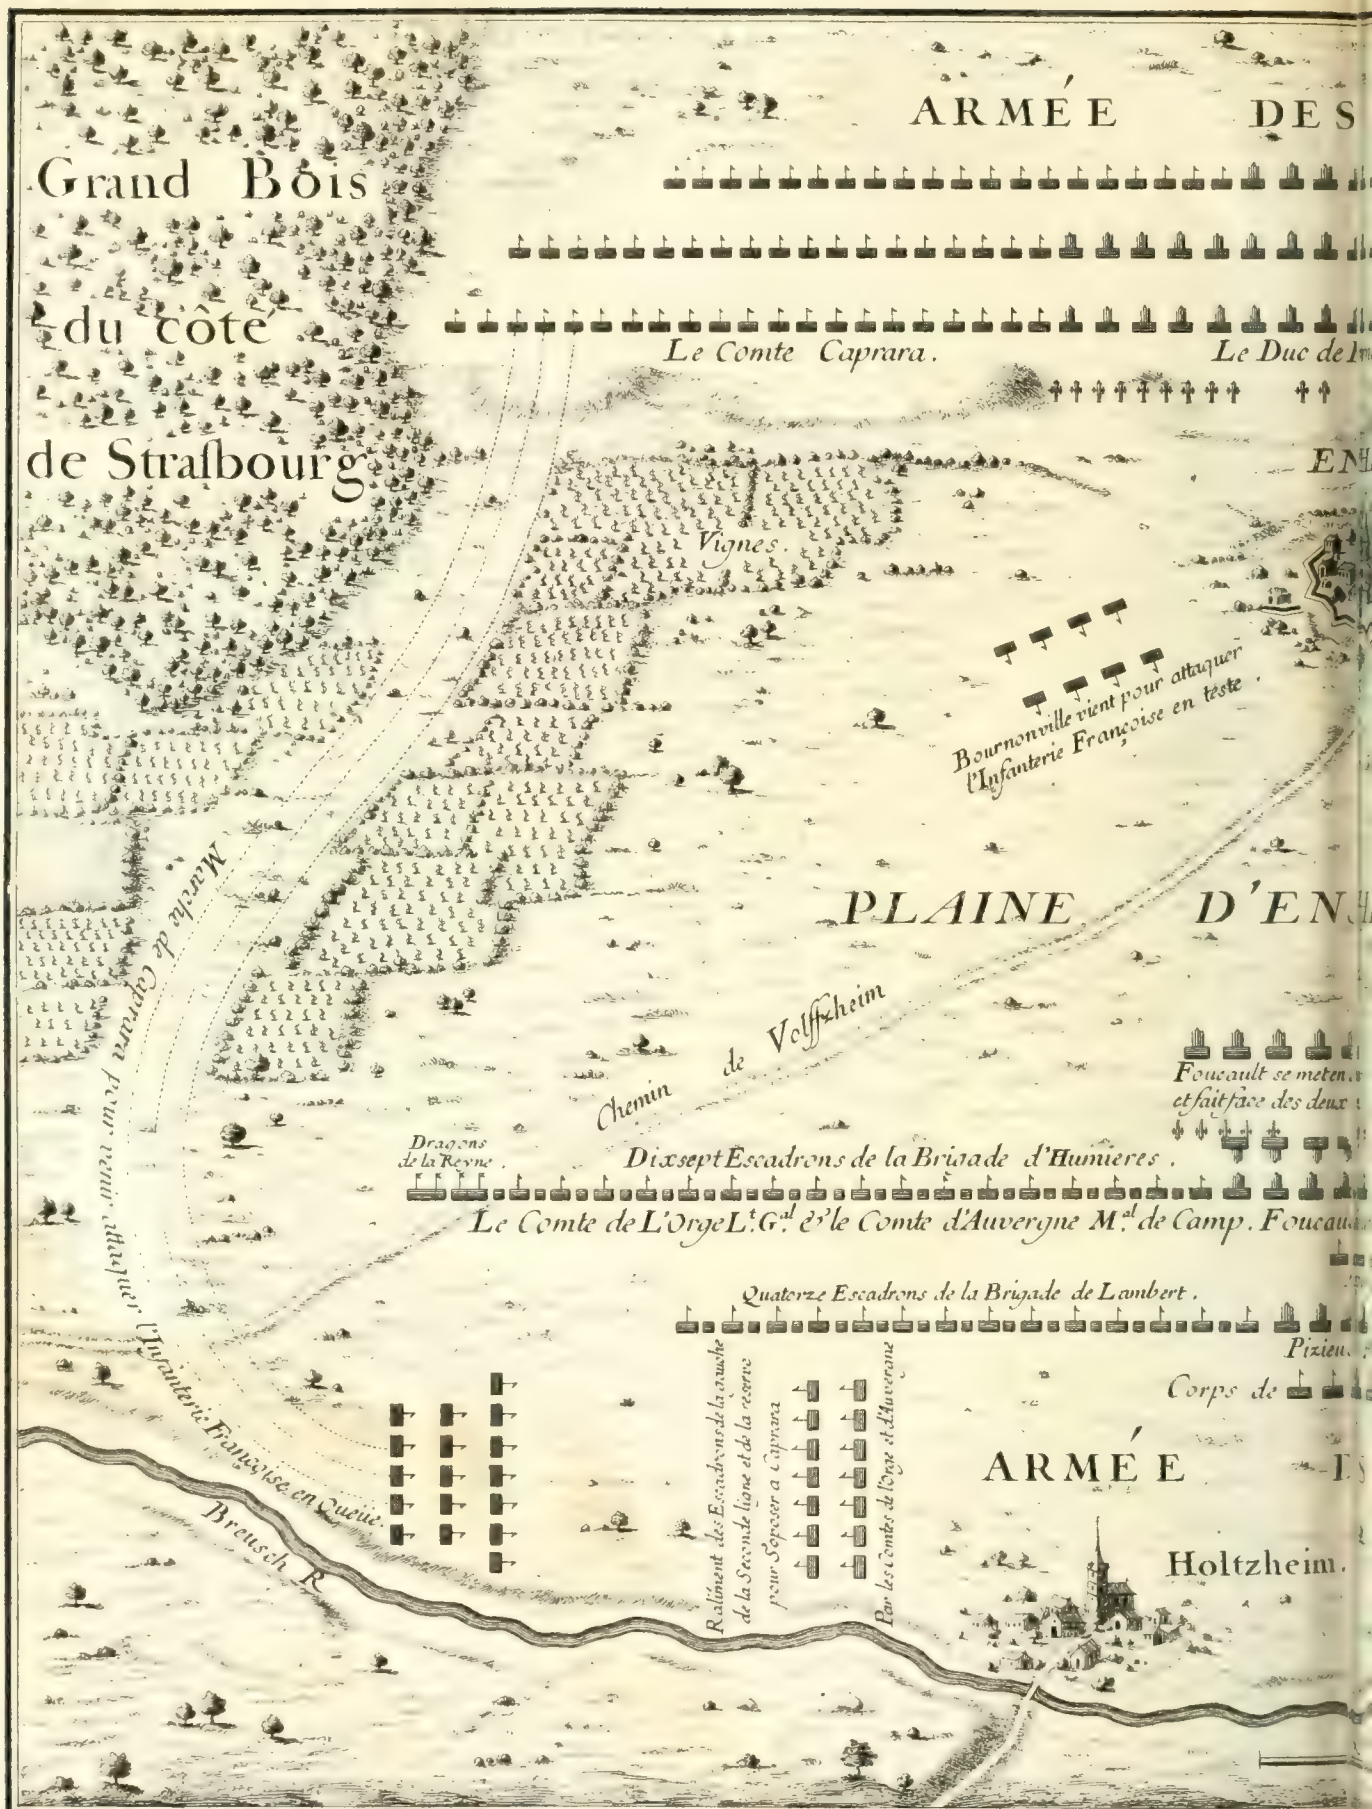 ARMÉE DES
Grand Bois
du côté
de Straſbourg
Le Comte Caprara.
Le Duc de
Vignes.
Bournonville vient pour attaquer
l'Infanterie Françoise en teste.
Marche de Caprara pour venir attaquer l'Infanterie Françoise en Queüe.
PLAINE D'ENH
Chemin de Volffzheim
Foucault se met en
et fait face des deux
Dragons
de la Reyne.
Dixsept Escadrons de la Brigade d'Humieres.
Le Comte de L'Orge L.t G.al & le Comte d'Auvergne M.al de Camp. Foucau
Quatorze Escadrons de la Brigade de Lambert.
Pizieu
Corps de
Raliment des Escadrons de la gauche
de la Seconde ligne et de la reserve
pour S'oposer a Caprara
Par les Comtes de l'Orge et d'Auvergne
ARMÉE
Breusch R.
Holtzheim.